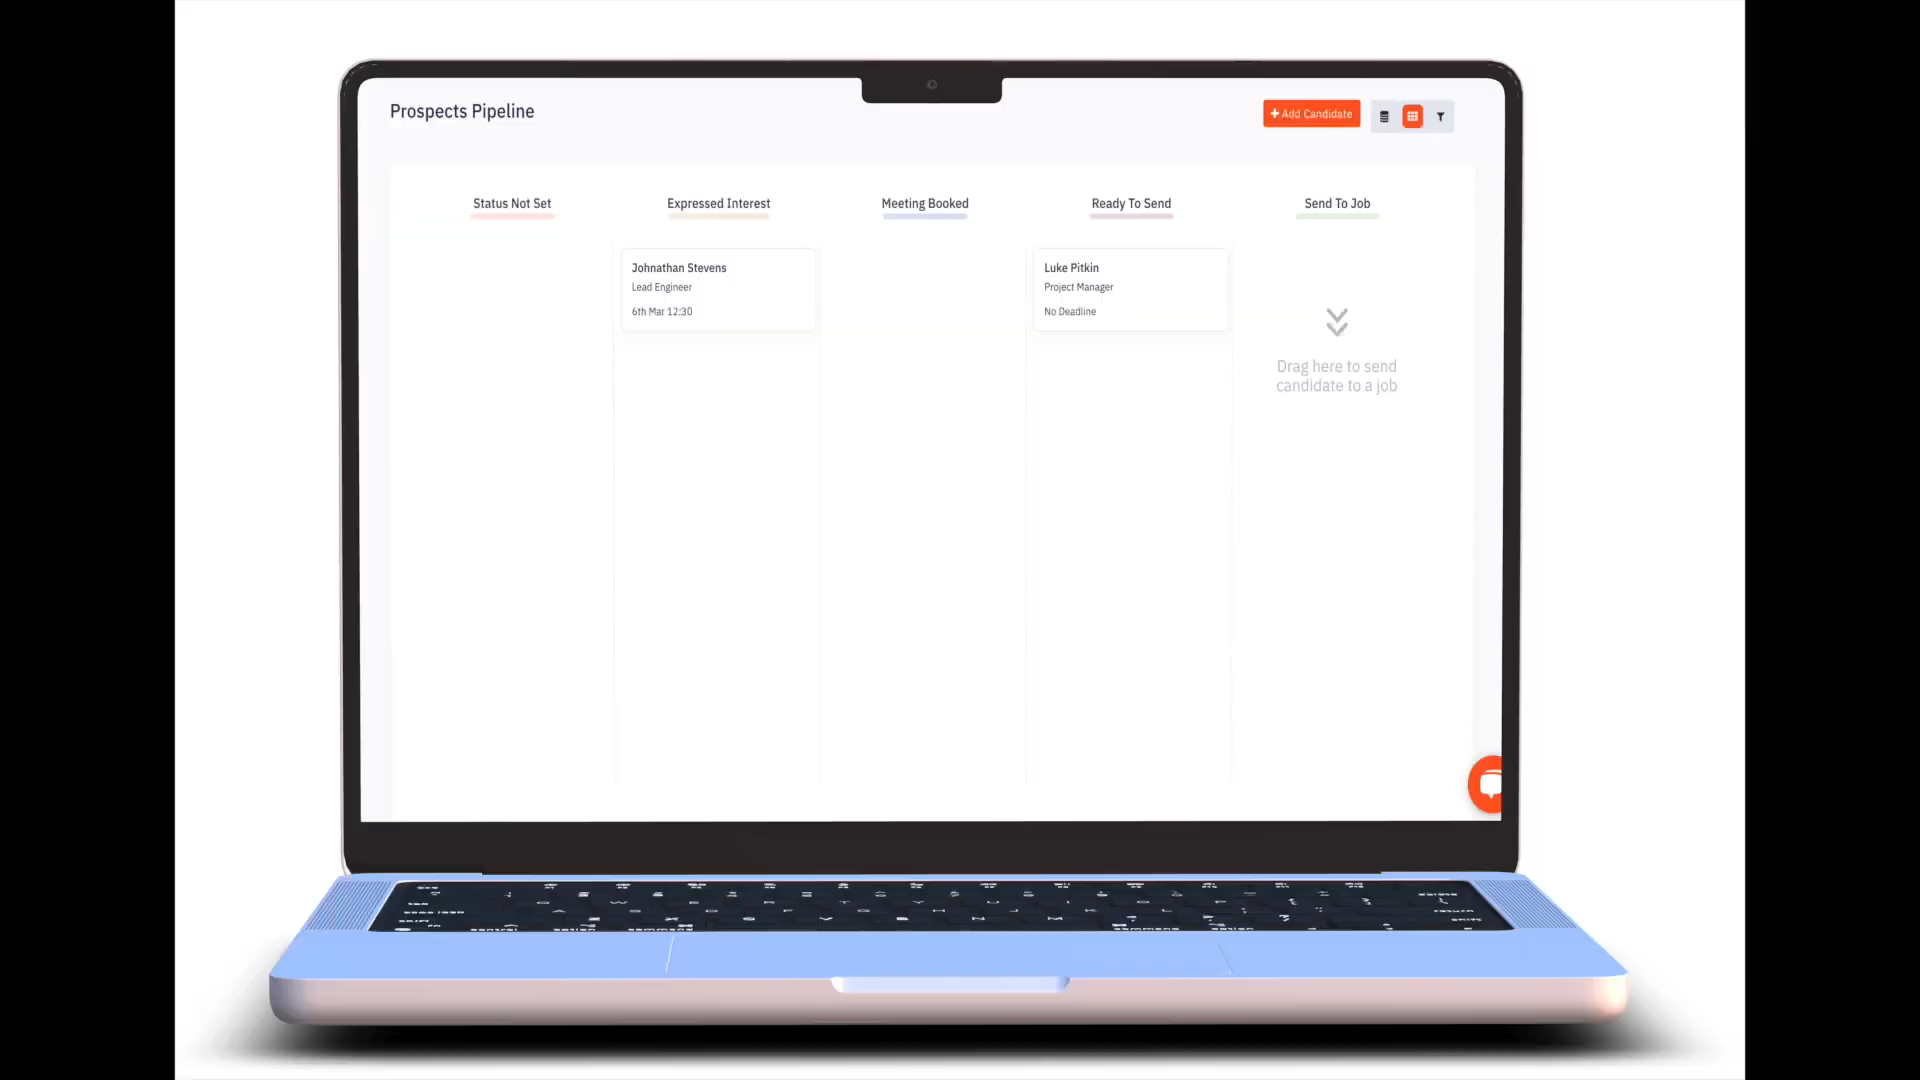 Prospects Pipeline
Add Candidate
Status Not Set
Expressed Interest
Meeting Booked
Ready To Send
Send To Job
Johnathan Stevens
Lead Engineer
6th Mar 12:30
Luke Pitkin
Project Manager
No Deadline
Drag here to send
candidate to a job